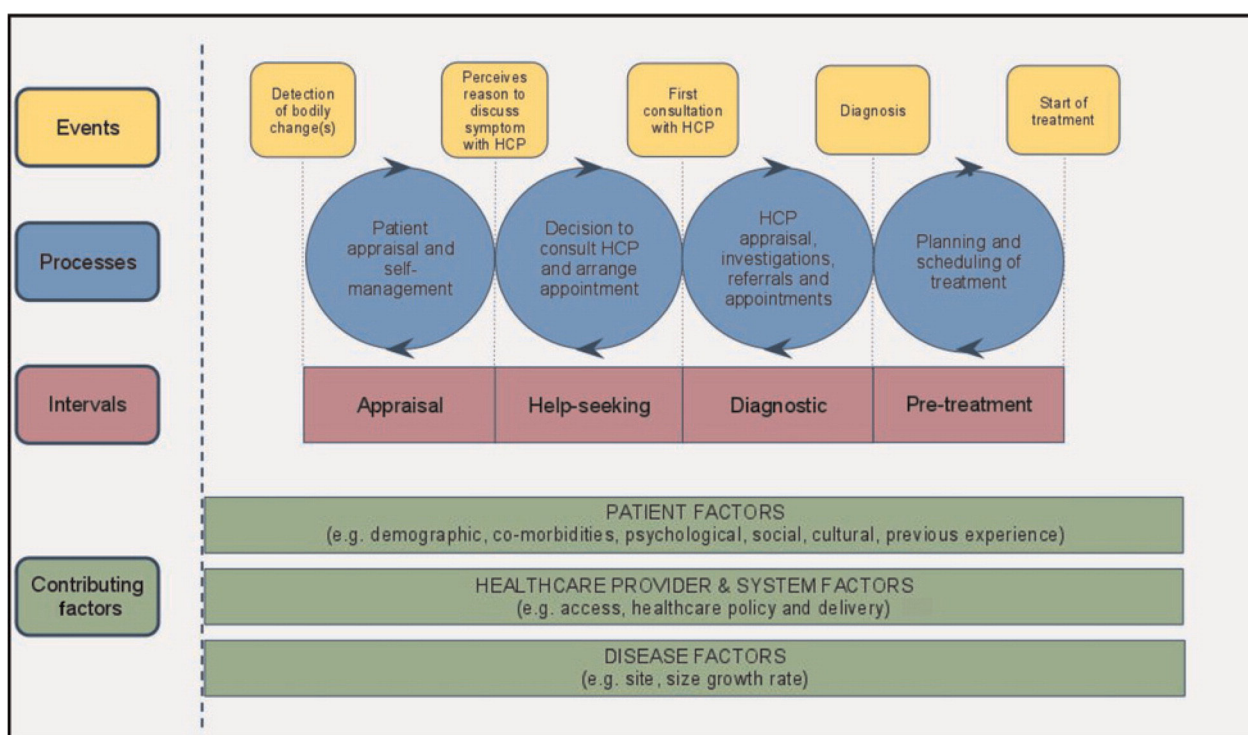 Events
Detection
of bodily
change(s)
Perceives
reason to
discuss
symptom
with HCP
First
consultation
with HCP
Diagnosis
Start of
treatment
Processes
Patient
appraisal and
self-
management
Decision to
consult HCP
and arrange
appointment
HCP
appraisal,
investigations,
referrals and
appointments
Planning and
scheduling of
treatment
Intervals
Appraisal
Help-seeking
Diagnostic
Pre-treatment
Contributing
factors
PATIENT FACTORS
(e.g. demographic, co-morbidities, psychological, social, cultural, previous experience)
HEALTHCARE PROVIDER & SYSTEM FACTORS
(e.g. access, healthcare policy and delivery)
DISEASE FACTORS
(e.g. site, size growth rate)